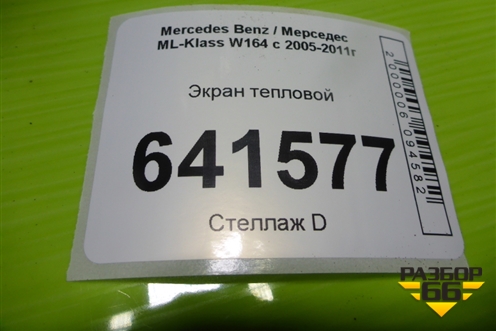 Mercedes Benz / Мерседес
ML-Klass W164 с 2005-2011г
Экран тепловой
641577
Стеллаж D
2000006094582
РАЗБОР
66